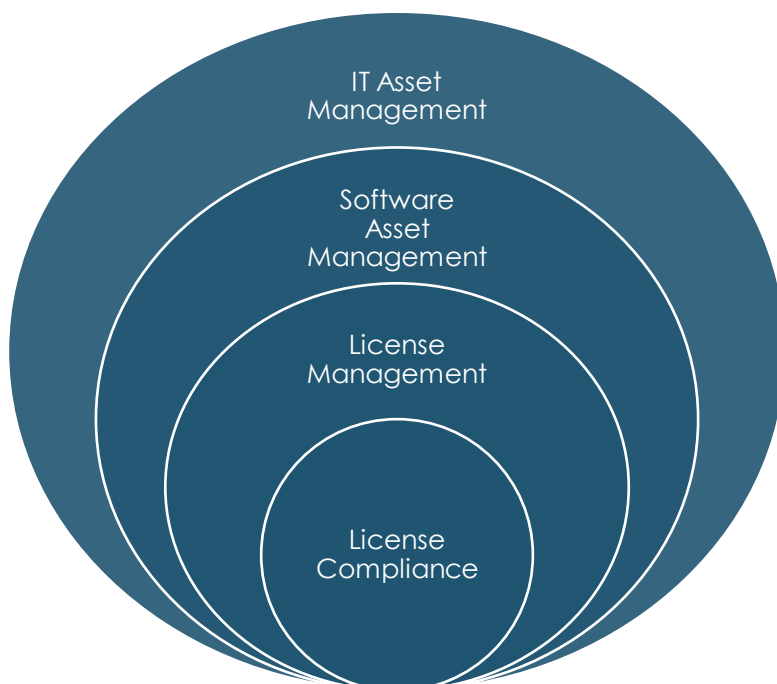 IT Asset
Management
Software
Asset
Management
License
Management
License
Compliance